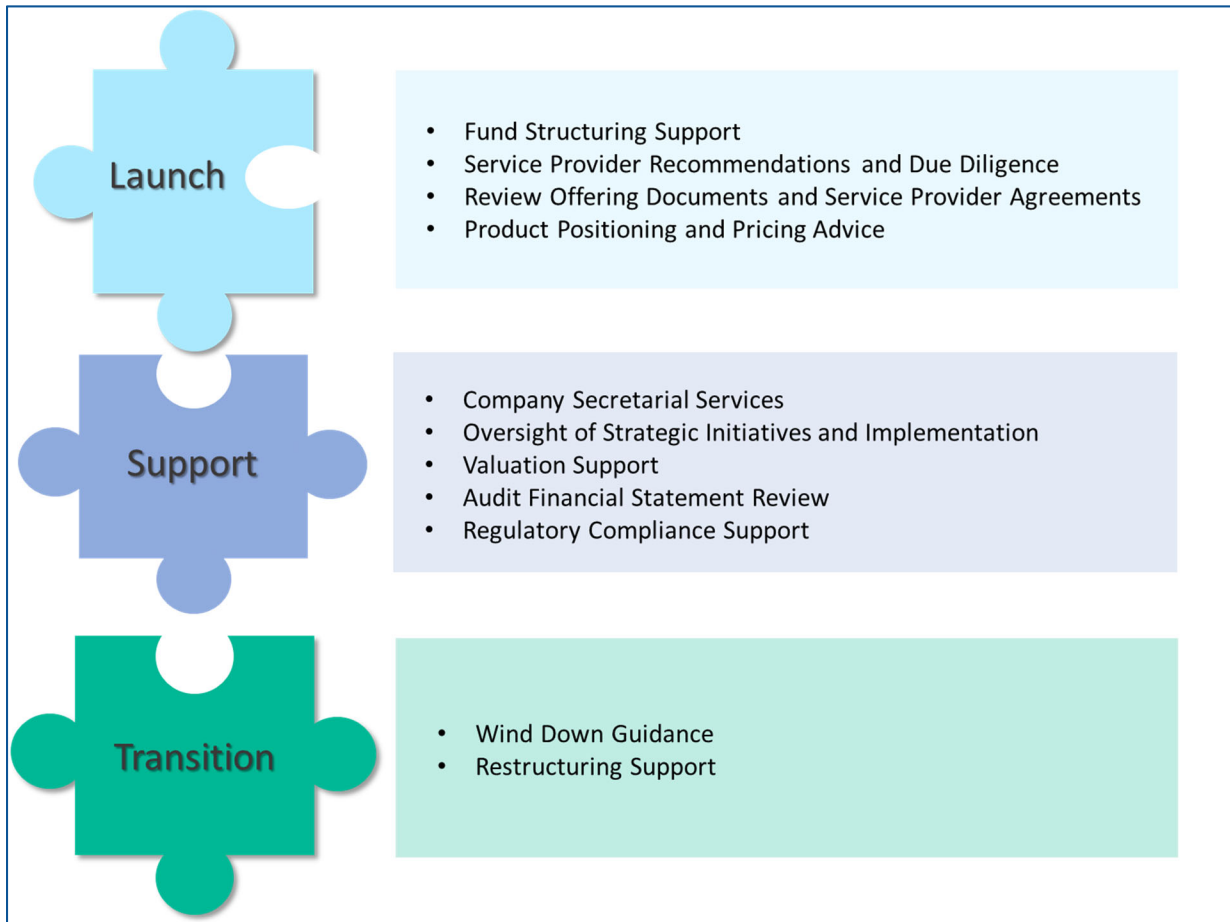 Launch
• Fund Structuring Support
• Service Provider Recommendations and Due Diligence
• Review Offering Documents and Service Provider Agreements
• Product Positioning and Pricing Advice
Support
• Company Secretarial Services
• Oversight of Strategic Initiatives and Implementation
• Valuation Support
• Audit Financial Statement Review
• Regulatory Compliance Support
Transition
• Wind Down Guidance
• Restructuring Support